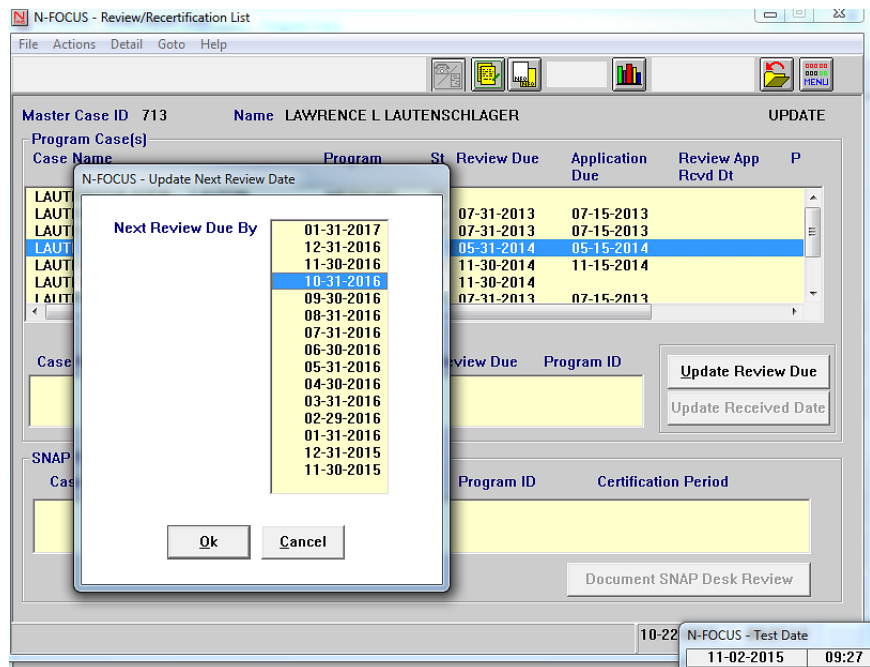 N-FOCUS - Review/Recertification List
File Actions Detail Goto Help
MENU
Master Case ID 713 Name LAWRENCE L LAUTENSCHLAGER UPDATE
Program Case(s)
Case Name Program St Review Due Application Due Review App Rcvd Dt P
N-FOCUS - Update Next Review Date
Next Review Due By
01-31-2017
12-31-2016
11-30-2016
10-31-2016
09-30-2016
08-31-2016
07-31-2016
06-30-2016
05-31-2016
04-30-2016
03-31-2016
02-29-2016
01-31-2016
12-31-2015
11-30-2015
Ok Cancel
LAUT
LAUT 07-31-2013 07-15-2013
LAUT 07-31-2013 07-15-2013
LAUT 05-31-2014 05-15-2014
LAUT 11-30-2014 11-15-2014
LAUT 11-30-2014
LAUT 07-31-2013 07-15-2013
Case view Due Program ID
Update Review Due
Update Received Date
SNAP
Cas Program ID Certification Period
Document SNAP Desk Review
10-22
N-FOCUS - Test Date
11-02-2015 09:27